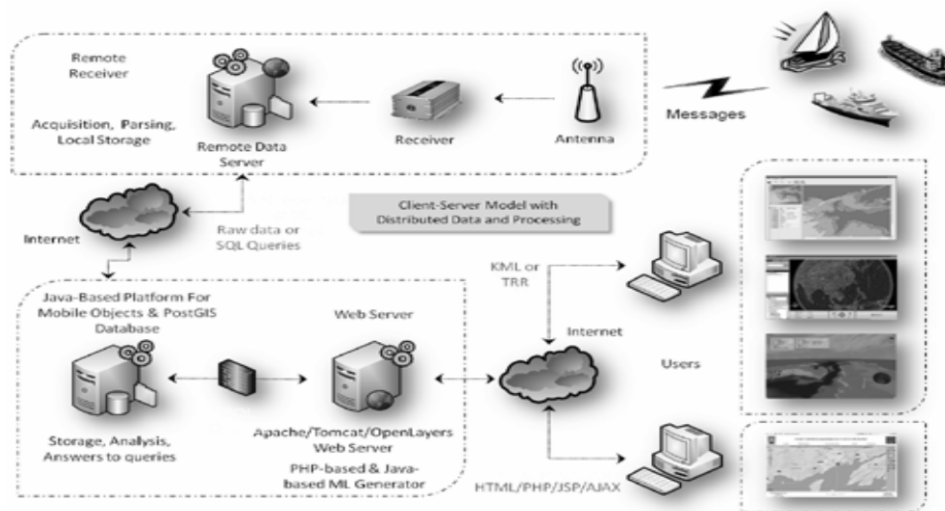 Remote
Receiver
Acquisition, Parsing,
Local Storage
Remote Data
Server
Receiver
Antenna
Messages
Internet
Raw data or
SQL Queries
Client-Server Model with
Distributed Data and Processing
Java-Based Platform For
Mobile Objects & PostGIS
Database
Web Server
Storage, Analysis,
Answers to queries
Apache/Tomcat/OpenLayers
Web Server
PHP-based & Java-
based ML Generator
KML or
TRR
Internet
Users
HTML/PHP/JSP/AJAX